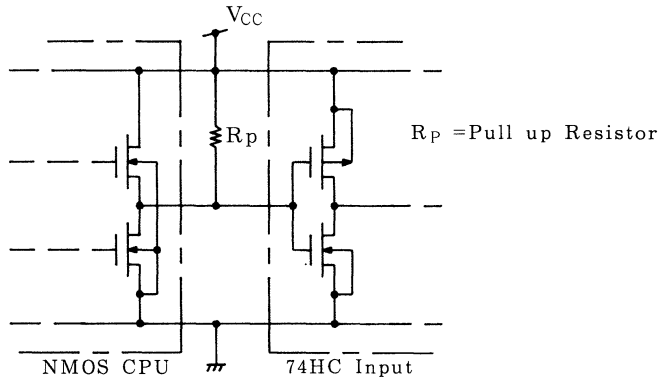 VCC
Rp
RP =Pull up Resistor
NMOS CPU
74HC Input